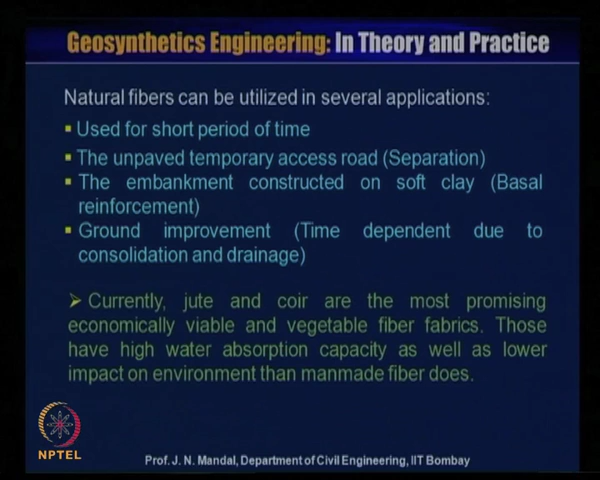 Geosynthetics Engineering: In Theory and Practice
Natural fibers can be utilized in several applications:
▪ Used for short period of time
▪ The unpaved temporary access road (Separation)
▪ The embankment constructed on soft clay (Basal
reinforcement)
▪ Ground improvement (Time dependent due to
consolidation and drainage)
➢ Currently, jute and coir are the most promising
economically viable and vegetable fiber fabrics. Those
have high water absorption capacity as well as lower
impact on environment than manmade fiber does.
NPTEL
Prof. J. N. Mandal, Department of Civil Engineering, IIT Bombay